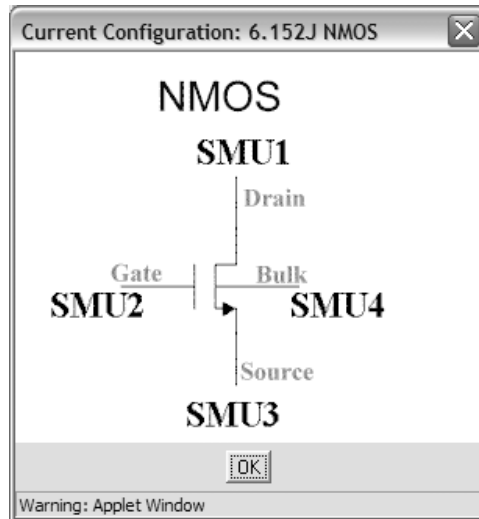 Current Configuration: 6.152J NMOS
NMOS
SMU1
Drain
Gate
Bulk
SMU2
SMU4
Source
SMU3
OK
Warning: Applet Window